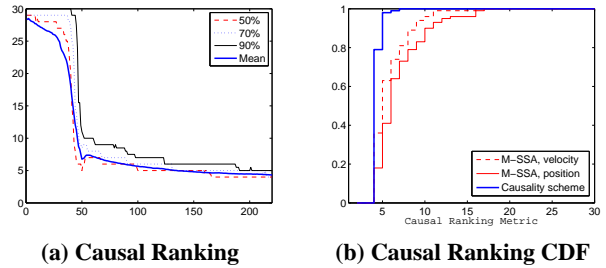 30
25
20
15
10
5
0
0 50 100 150 200
50%
70%
90%
Mean
(a) Causal Ranking
1
0.8
0.6
0.4
0.2
0
5 10 15 20 25 30
M-SSA, velocity
M-SSA, position
Causality scheme
Causal Ranking Metric
(b) Causal Ranking CDF